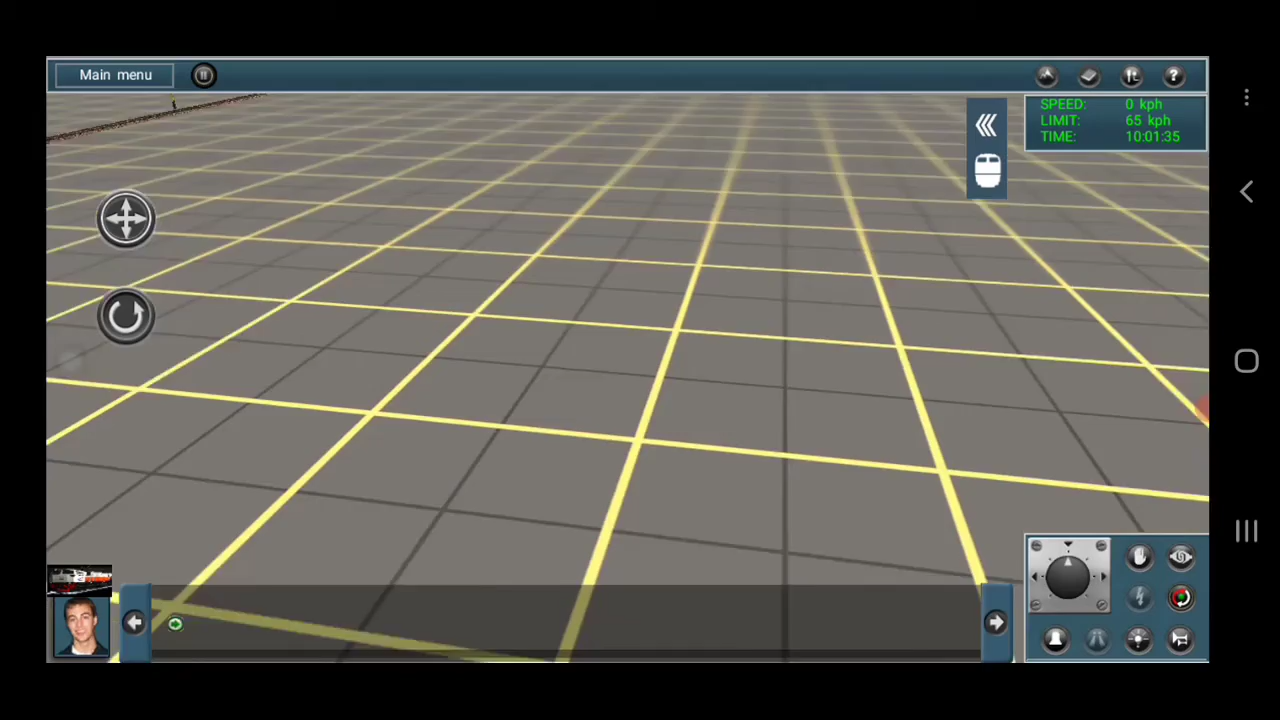 Main menu
SPEED: 0 kph
LIMIT: 65 kph
TIME: 10:01:35
?